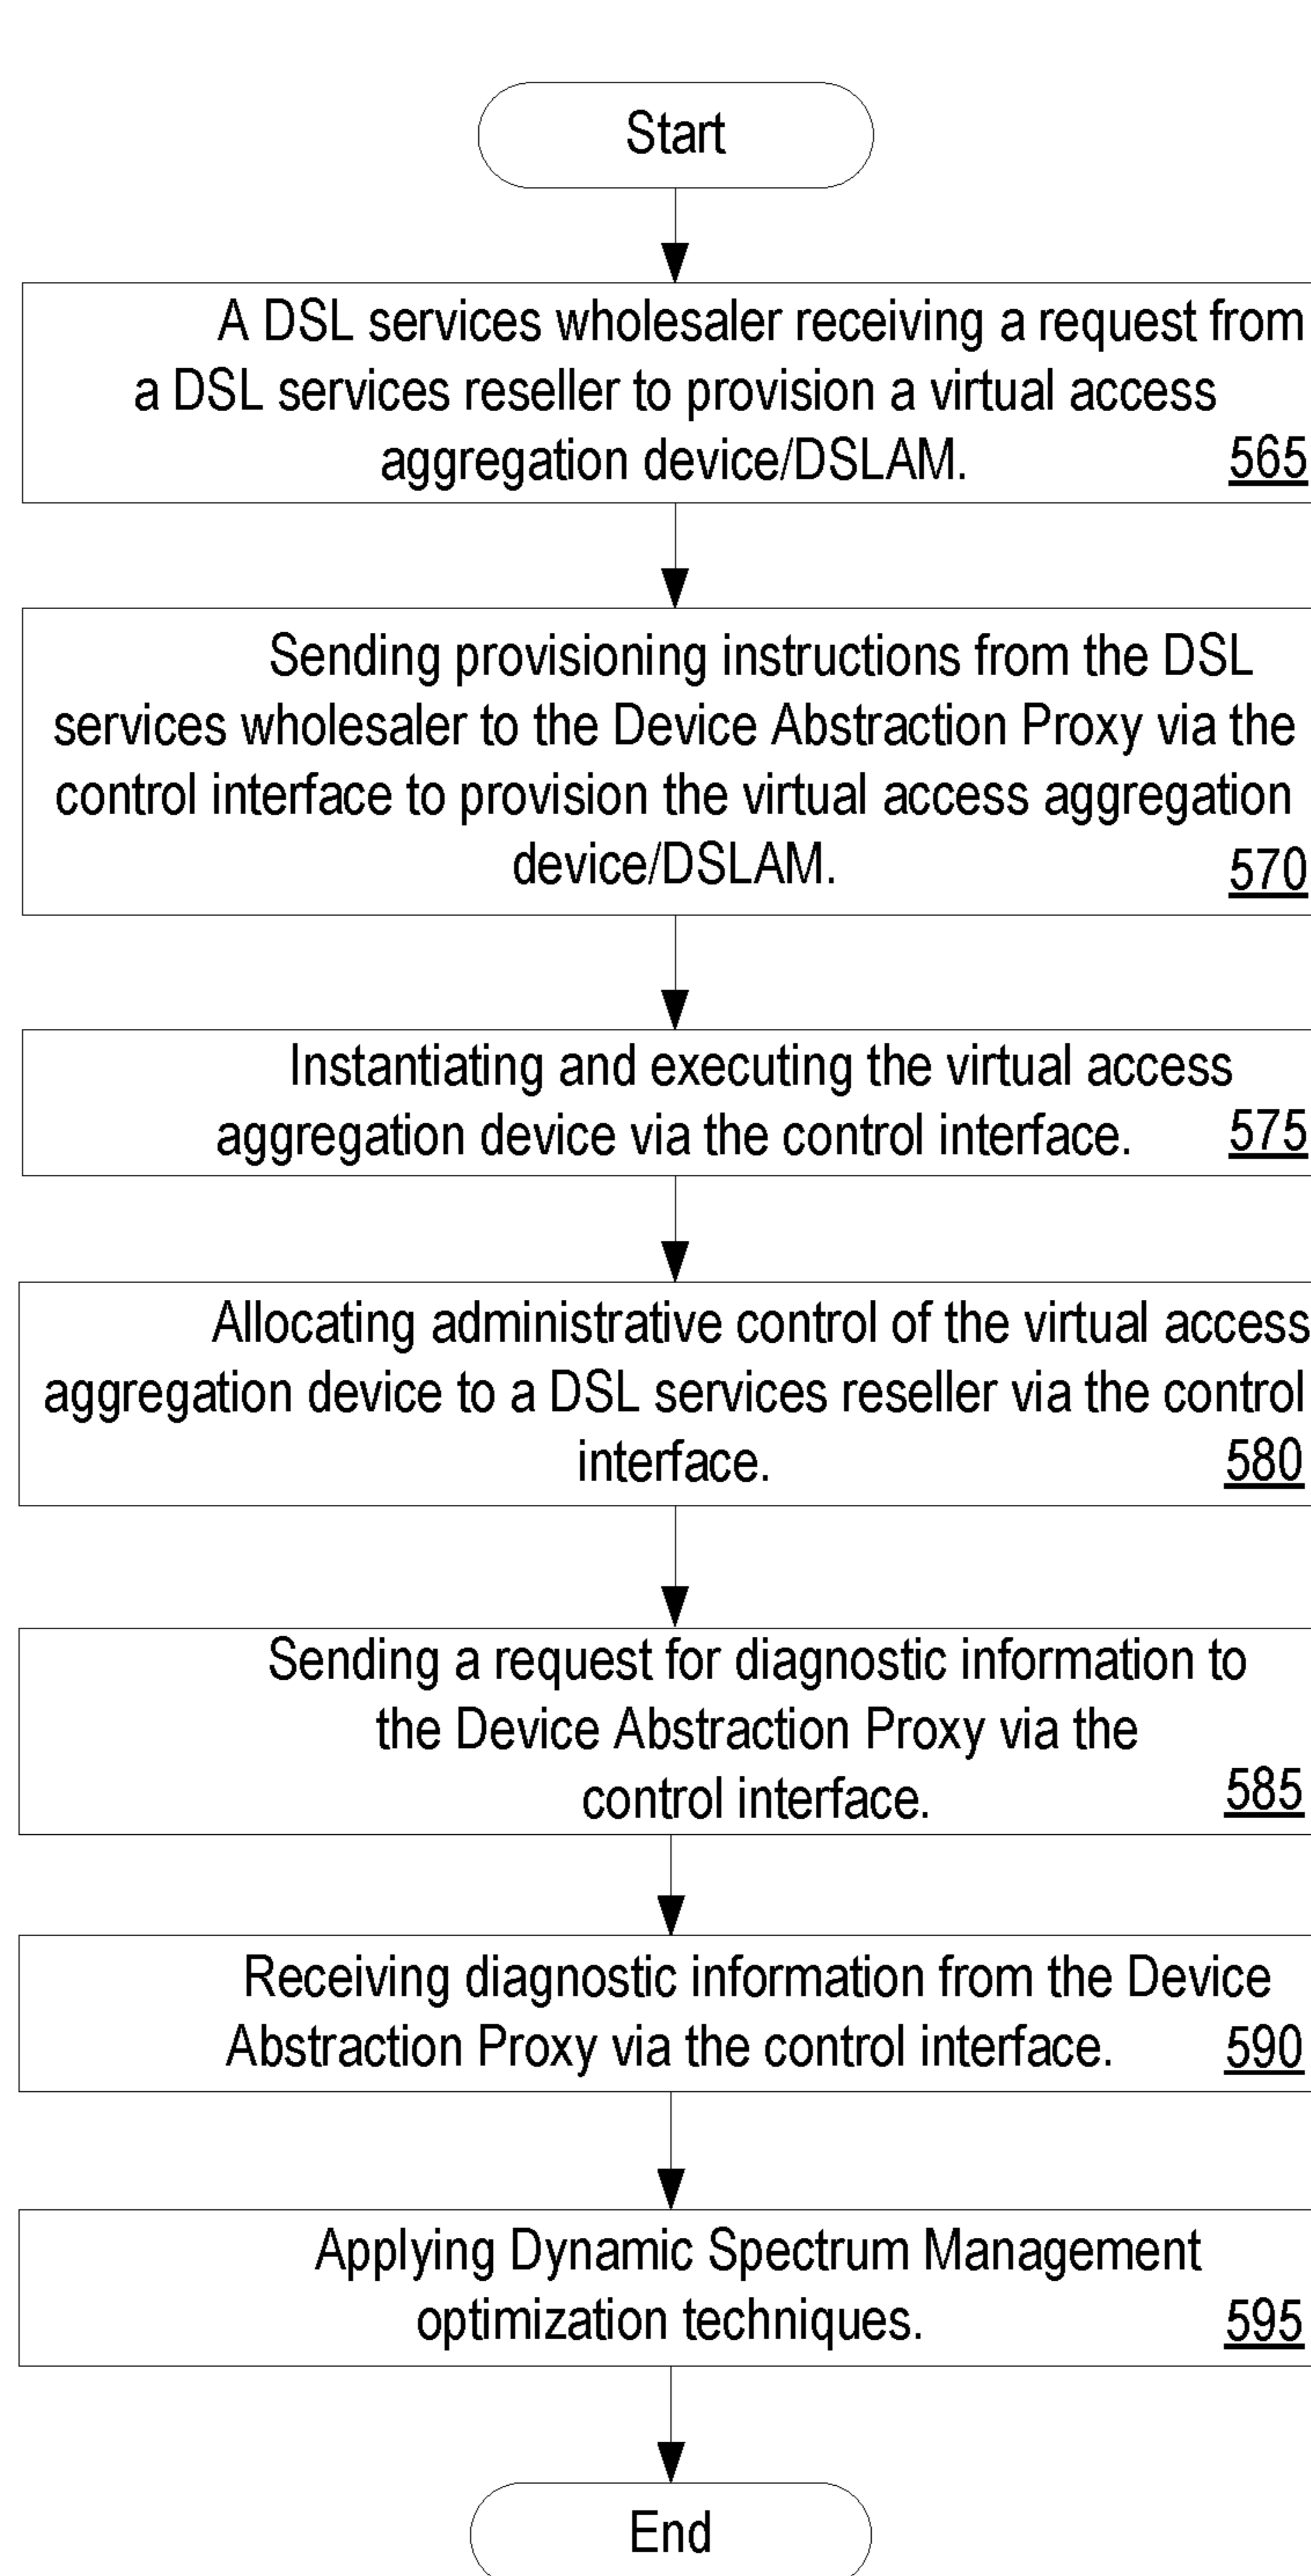 Start
A DSL services wholesaler receiving a request from
a DSL services reseller to provision a virtual access
aggregation device/DSLAM. 565
Sending provisioning instructions from the DSL
services wholesaler to the Device Abstraction Proxy via the
control interface to provision the virtual access aggregation
device/DSLAM. 570
Instantiating and executing the virtual access
aggregation device via the control interface. 575
Allocating administrative control of the virtual access
aggregation device to a DSL services reseller via the control
interface. 580
Sending a request for diagnostic information to
the Device Abstraction Proxy via the
control interface. 585
Receiving diagnostic information from the Device
Abstraction Proxy via the control interface. 590
Applying Dynamic Spectrum Management
optimization techniques. 595
End